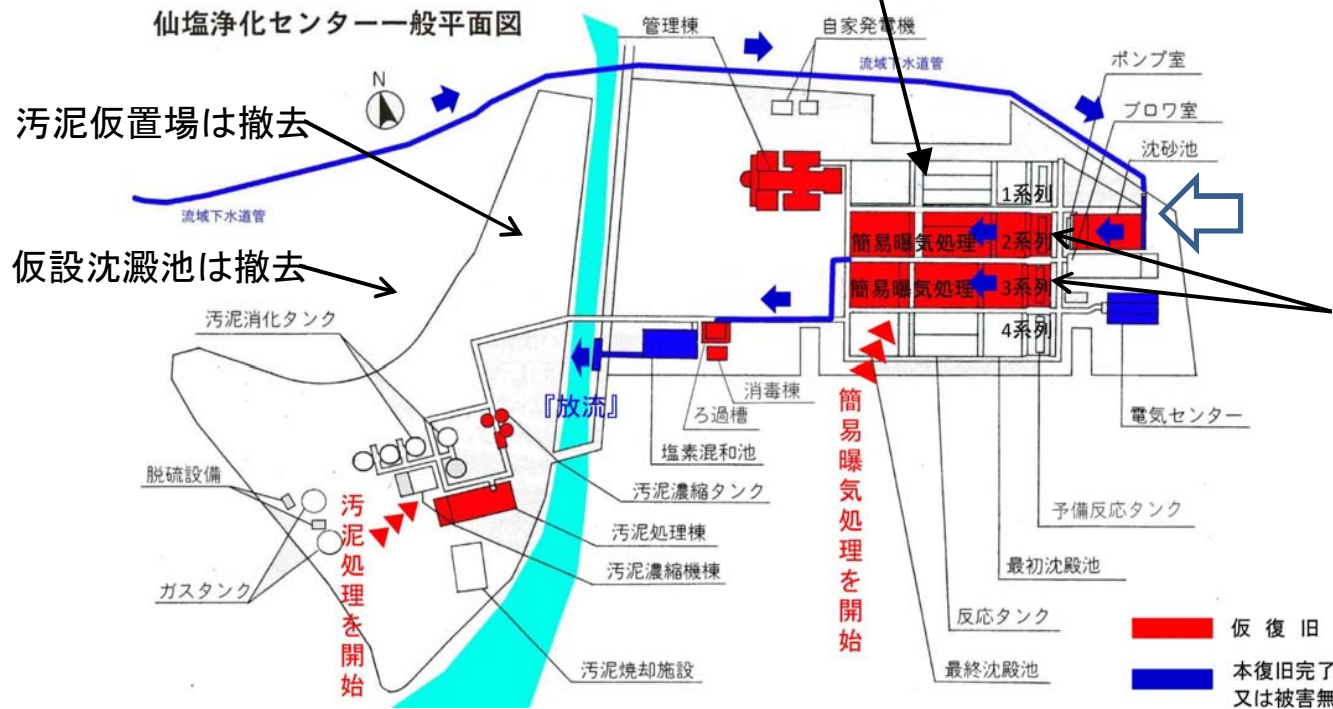 仙塩浄化センター一般平面図
管理棟
自家発電機
流域下水道管
ポンプ室
ブロワ室
沈砂池
N
汚泥仮置場は撤去
流域下水道管
仮設沈澱池は撤去
1系列
簡易曝気処理
2系列
簡易曝気処理
3系列
4系列
汚泥消化タンク
『放流』
消毒棟
ろ過槽
塩素混和池
電気センター
脱硫設備
汚泥濃縮タンク
汚泥処理棟
汚泥濃縮機棟
ガスタンク
汚泥処理を開始
簡易曝気処理を開始
予備反応タンク
最初沈殿池
反応タンク
最終沈殿池
汚泥焼却施設
仮復旧
本復旧完了
又は被害無